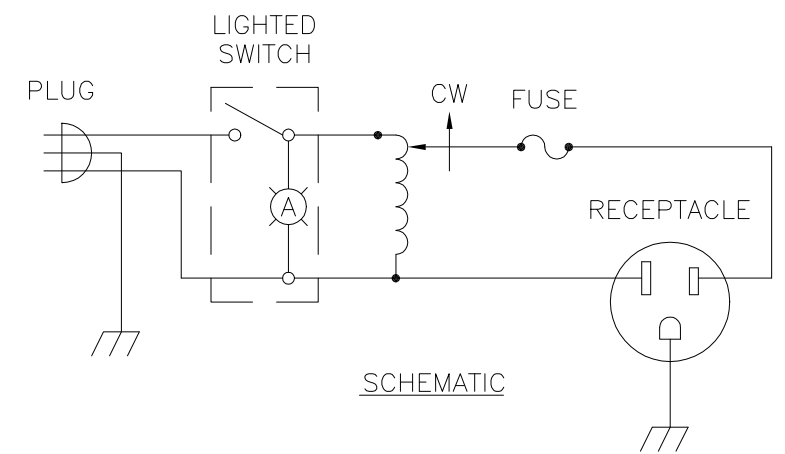 LIGHTED
SWITCH
PLUG
CW
FUSE
A
RECEPTACLE
SCHEMATIC